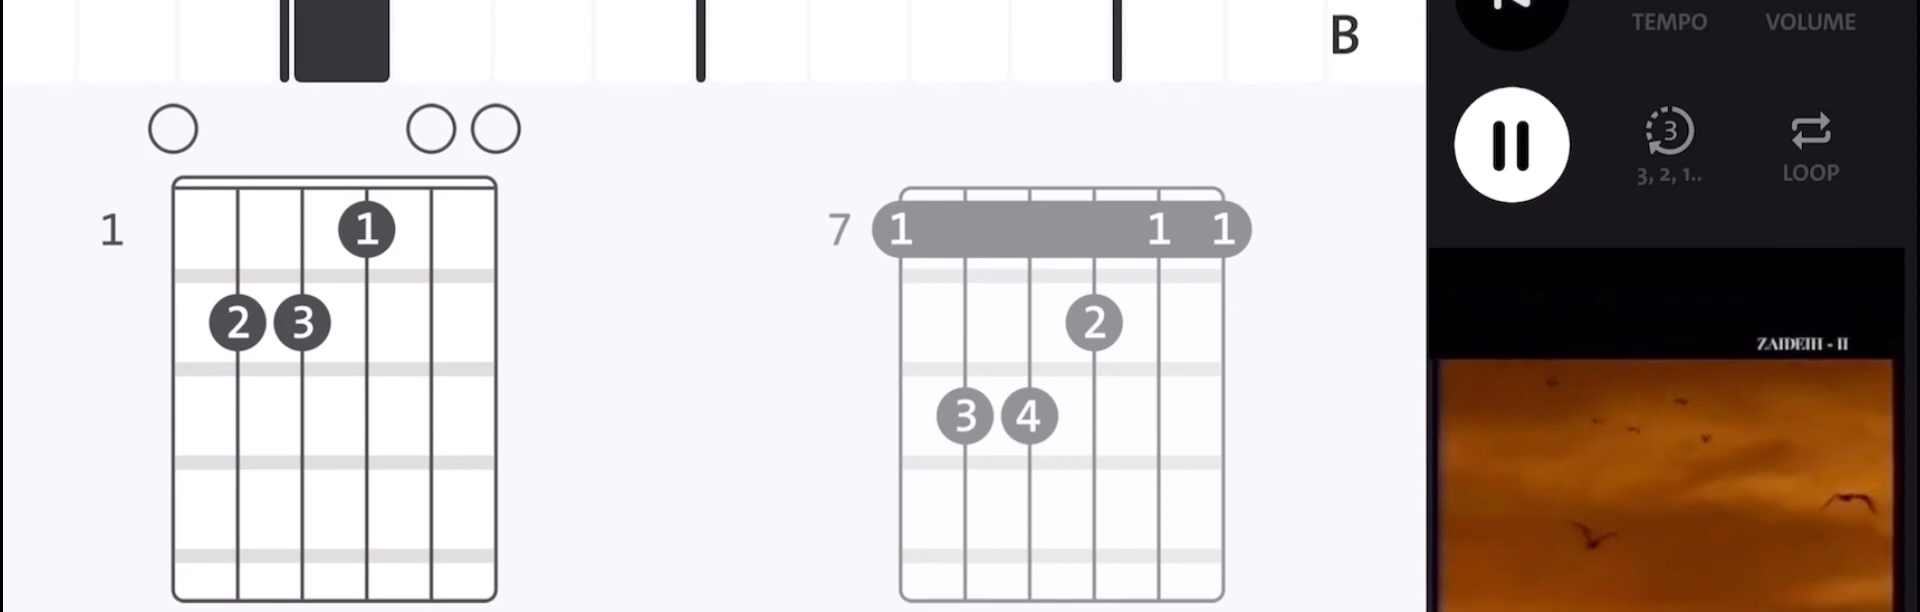 B
TEMPO VOLUME
3
3, 2, 1.. LOOP
1 1
2 3
7 1 1 1
2
3 4
ZAIDETH - II